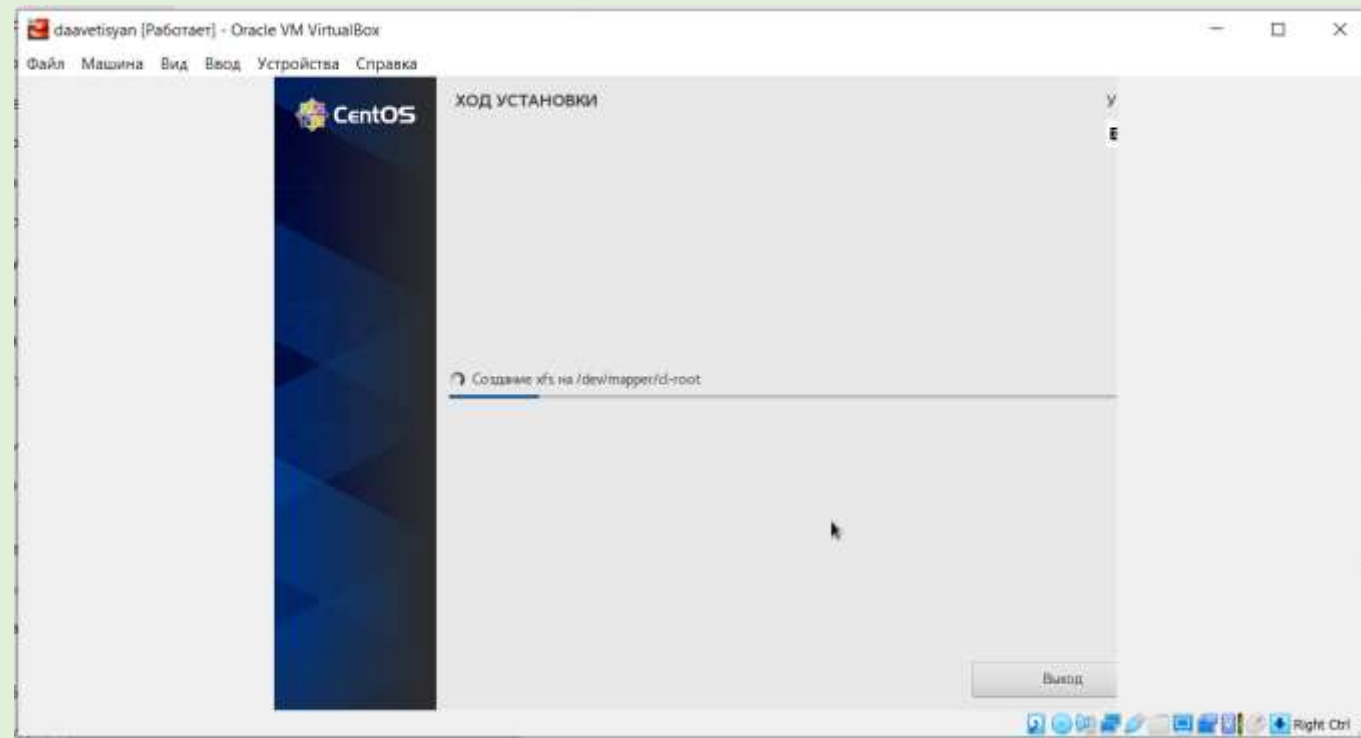 daavetisyan [Работает] - Oracle VM VirtualBox
Файл Машина Вид Ввод Устройства Справка
CentOS
ХОД УСТАНОВКИ
У
Создание xfs на /dev/mapper/cl-root
Выход
Right Ctrl